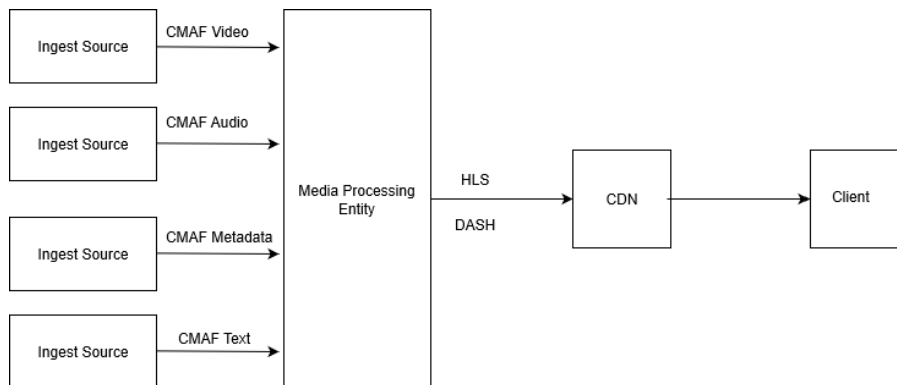 Ingest Source
CMAF Video
Ingest Source
CMAF Audio
Ingest Source
CMAF Metadata
Ingest Source
CMAF Text
Media Processing
Entity
HLS
DASH
CDN
Client